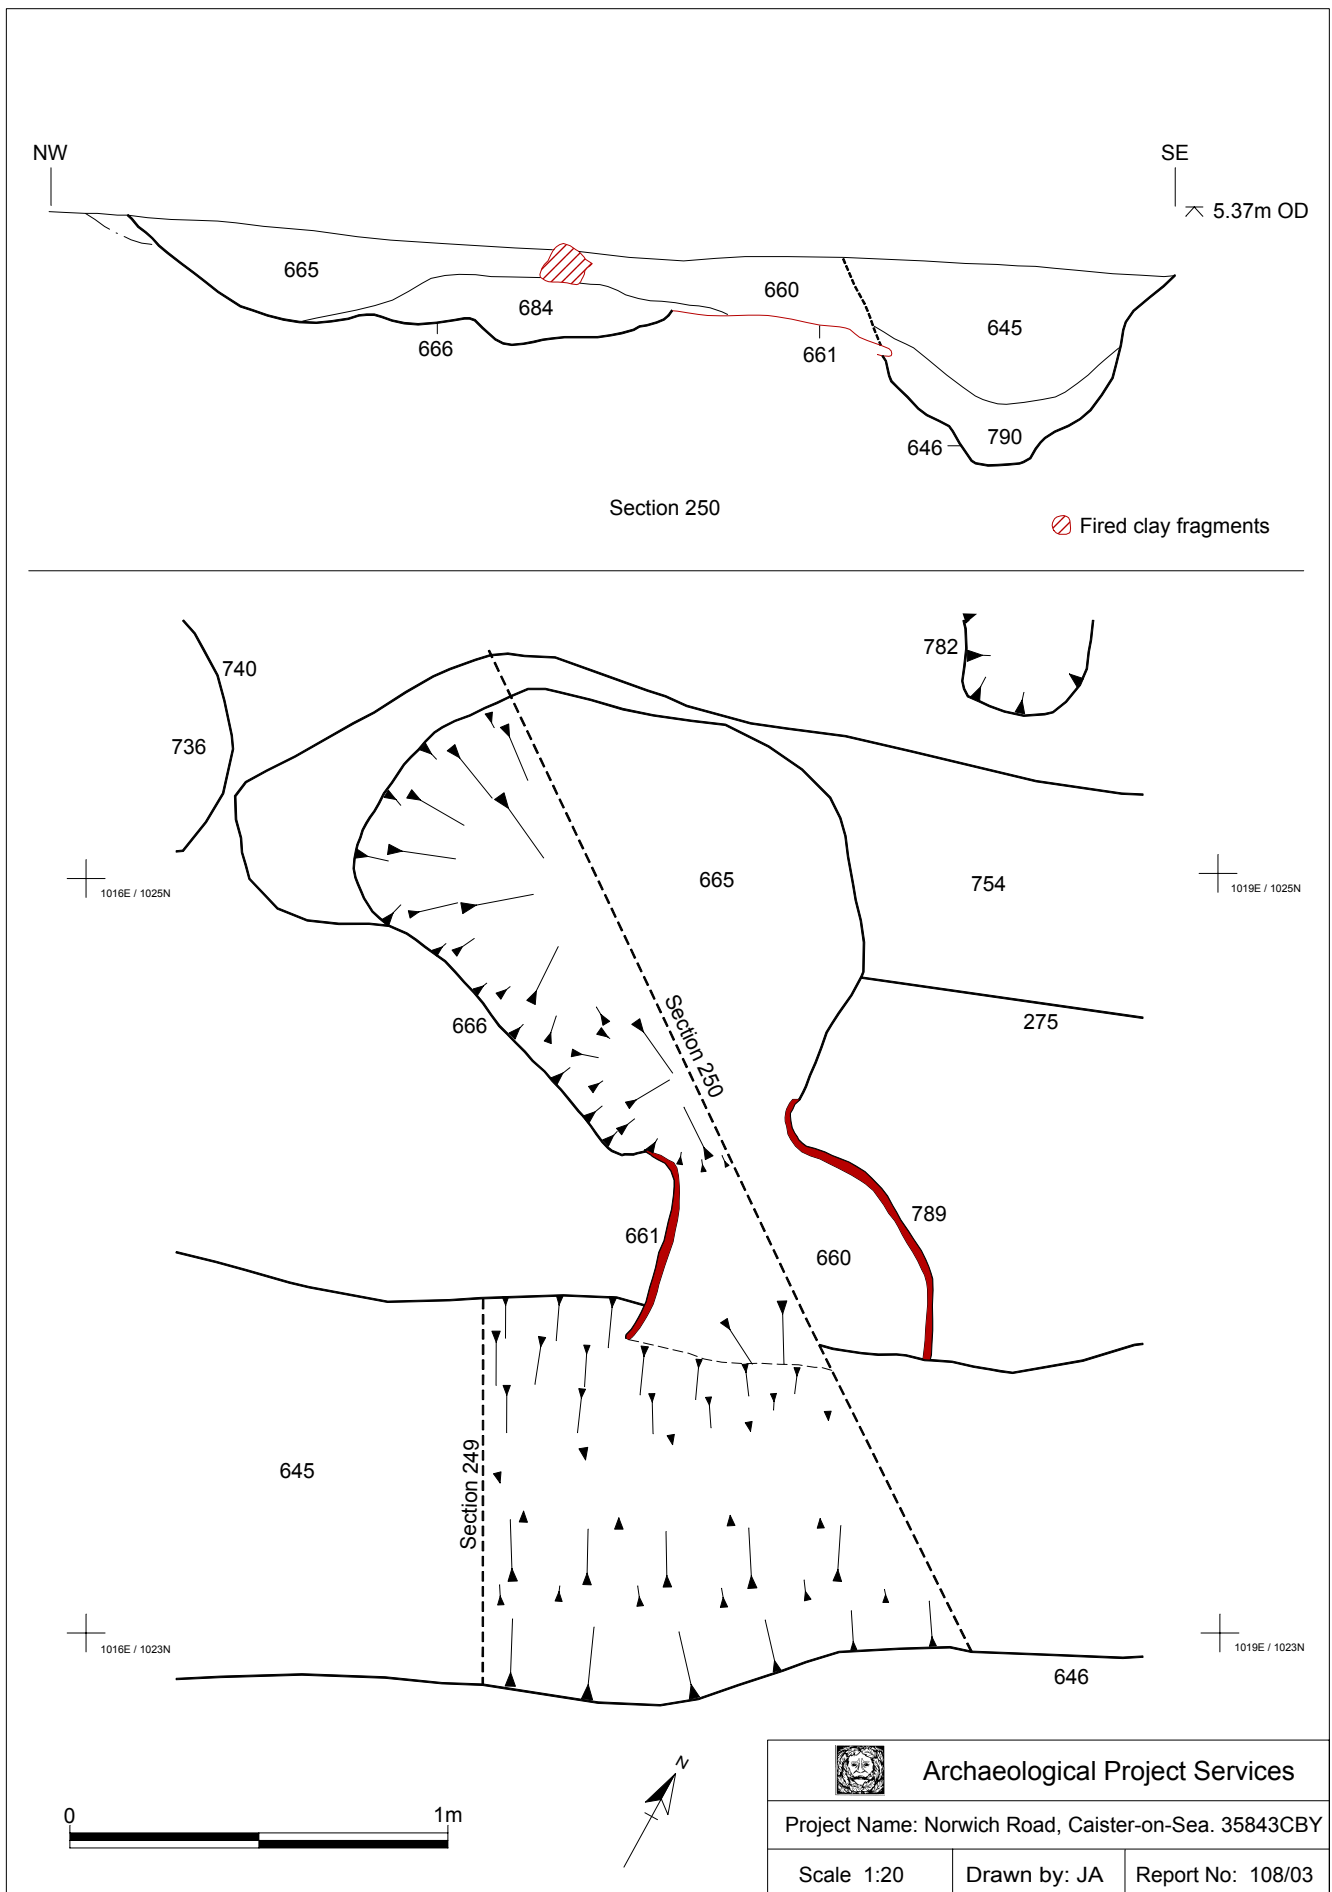 NW
SE
5.37m OD
665
660
684
645
666
661
646
790
Section 250
Fired clay fragments
740
782
736
665
754
1016E / 1025N
1019E / 1025N
Section 250
666
275
789
661
660
Section 249
645
1016E / 1023N
1019E / 1023N
646
N
0
1m
Archaeological Project Services
Project Name: Norwich Road, Caister-on-Sea. 35843CBY
Scale 1:20
Drawn by: JA
Report No: 108/03